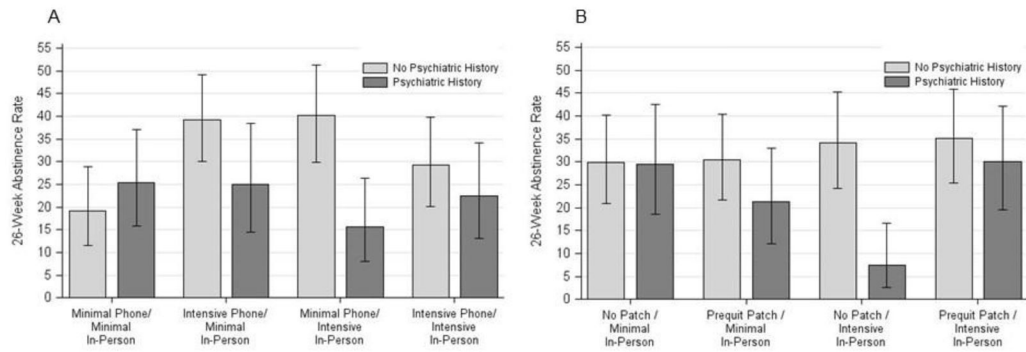 A
26-Week Abstinence Rate
55
50
45
40
35
30
25
20
15
10
5
0
No Psychiatric History
Psychiatric History
Minimal Phone/
Minimal
In-Person
Intensive Phone/
Minimal
In-Person
Minimal Phone/
Intensive
In-Person
Intensive Phone/
Intensive
In-Person
B
26-Week Abstinence Rate
55
50
45
40
35
30
25
20
15
10
5
0
No Psychiatric History
Psychiatric History
No Patch /
Minimal
In-Person
Prequit Patch /
Minimal
In-Person
No Patch /
Intensive
In-Person
Prequit Patch /
Intensive
In-Person